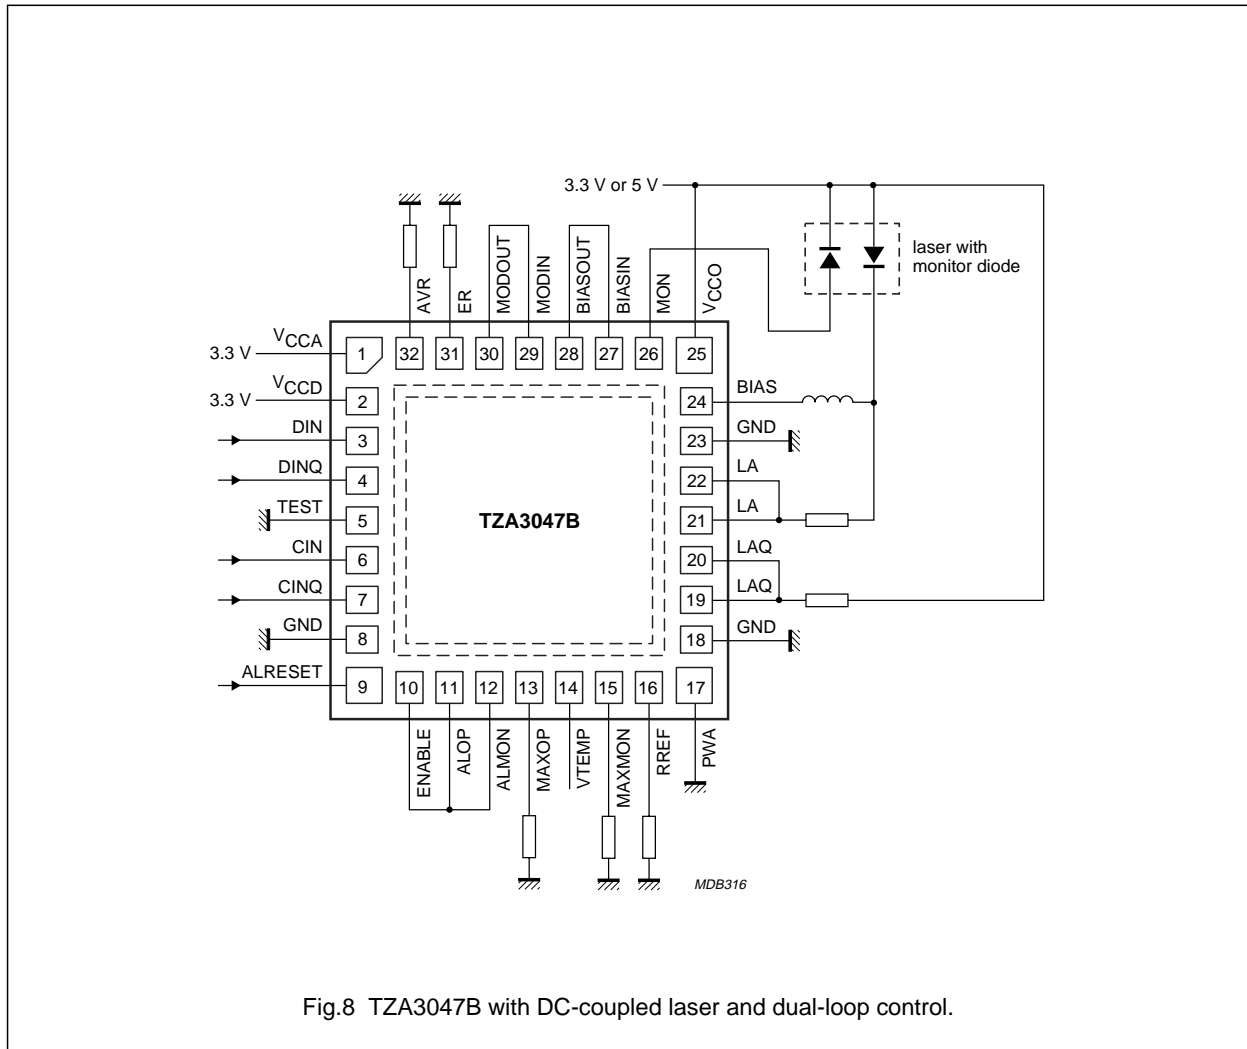 3.3 V or 5 V
laser with
monitor diode
AVR
ER
MODOUT
MODIN
BIASOUT
BIASIN
MON
VCCO
3.3 V
VCCA
1
32
31
30
29
28
27
26
25
3.3 V
VCCD
2
24
BIAS
DIN
3
23
GND
DINQ
4
22
LA
TEST
5
TZA3047B
21
LA
CIN
6
20
LAQ
CINQ
7
19
LAQ
GND
8
18
GND
ALRESET
9
10
11
12
13
14
15
16
17
ENABLE
ALOP
ALMON
MAXOP
VTEMP
MAXMON
RREF
PWA
MDB316
Fig.8 TZA3047B with DC-coupled laser and dual-loop control.